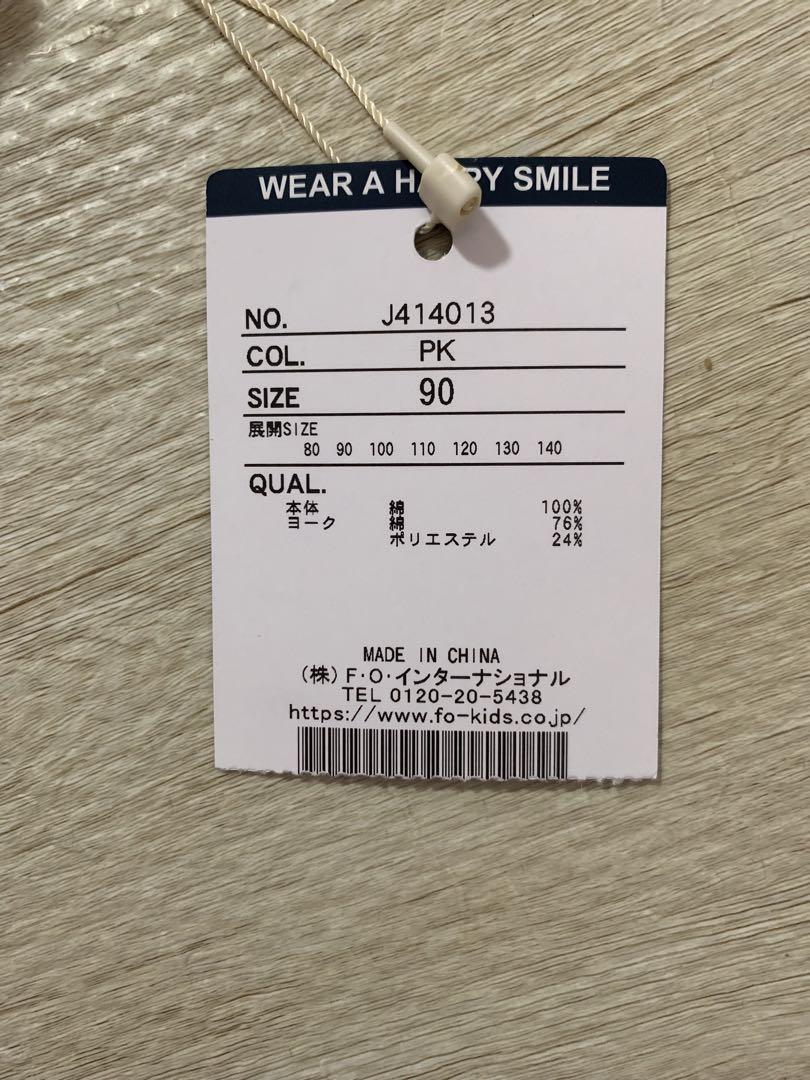 WEAR A SMILE
NO. J414013
COL. PK
SIZE 90
展開SIZE
80 90 100 110 120 130 140
QUAL.
本体 綿 100%
ヨーク 綿 76%
ポリエステル 24%
MADE IN CHINA
(株)F・O・インターナショナル
TEL 0120-20-5438
https://www.fo-kids.co.jp/